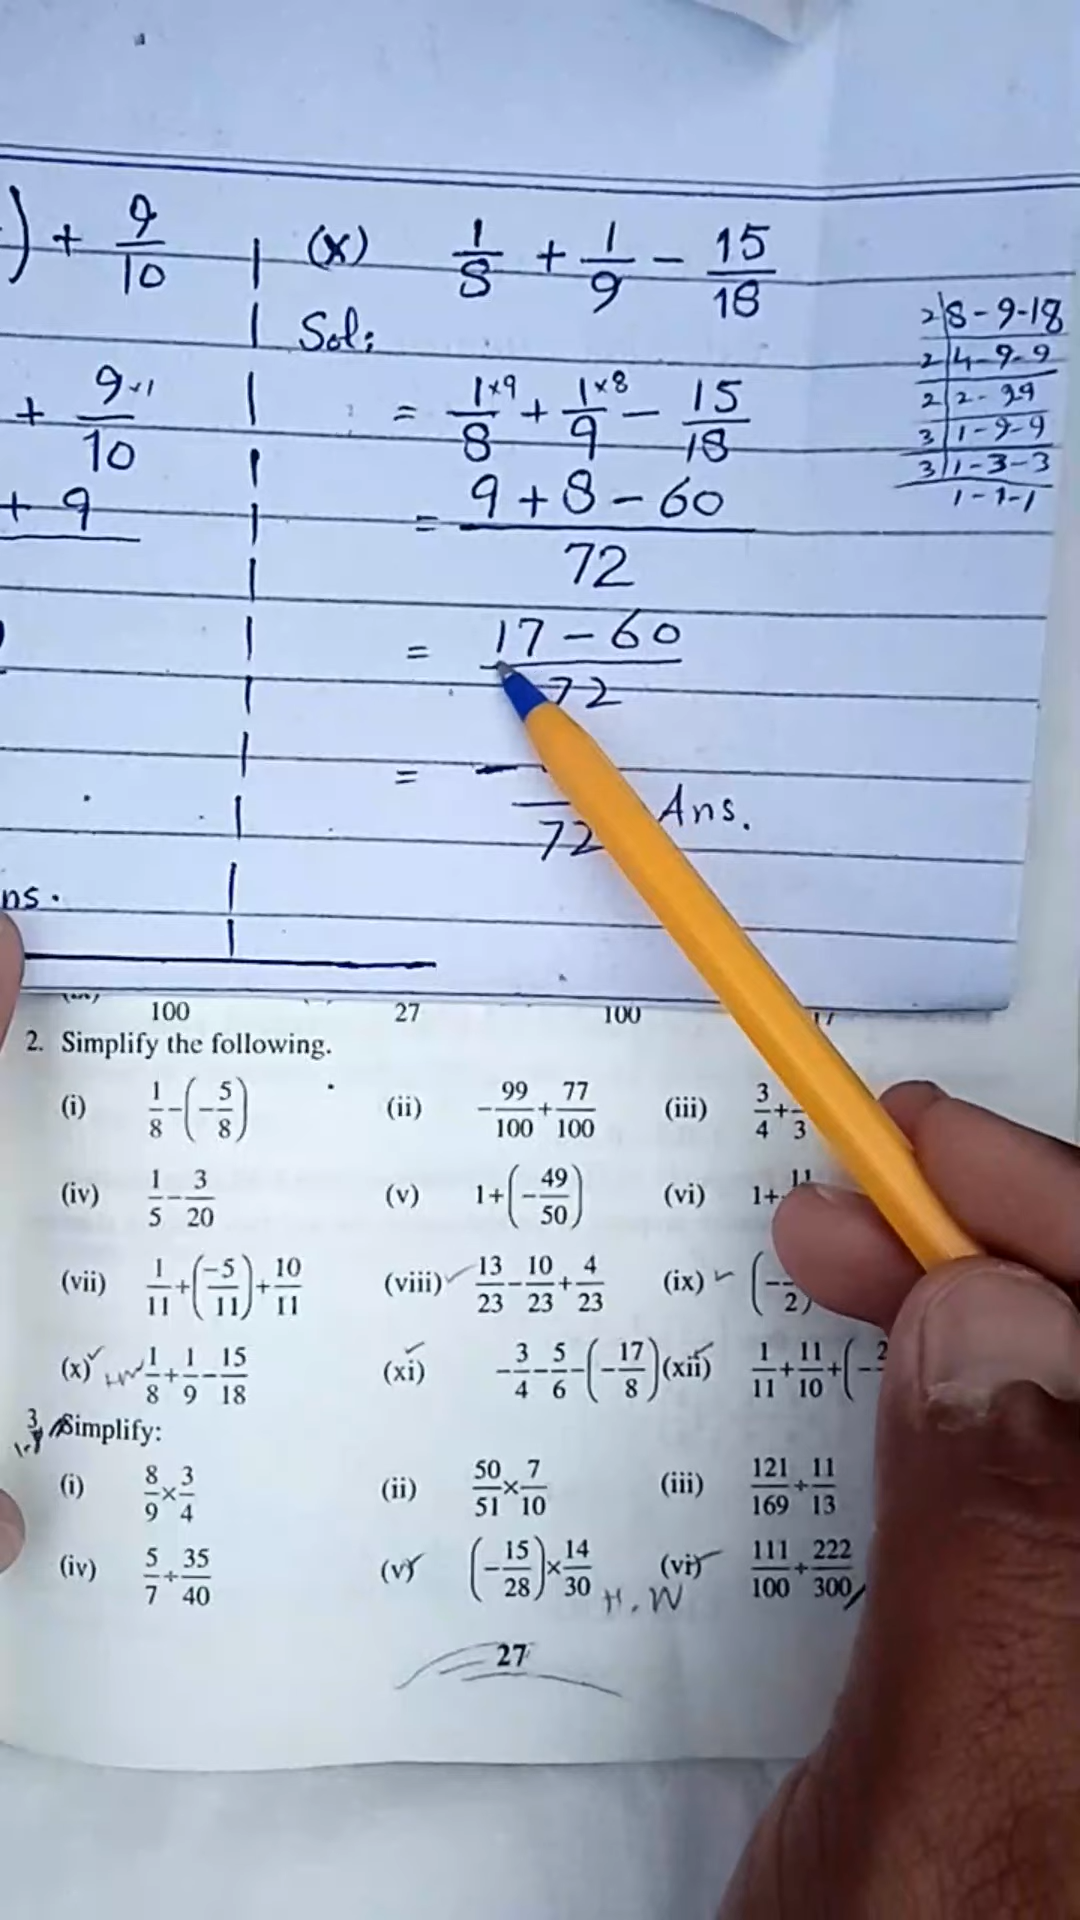 ) + 9/10
+ 9×1/10
+ 9
ns.
(x) 1/8 + 1/9 - 15/18
Sol:
= 1×9/8 + 1×8/9 - 15/18
= 9 + 8 - 60/72
= 17 - 60/72
= 72 Ans.
2|8-9-18
2|4-9-9
2|2-99
3|1-9-9
3|1-3-3
1-1-1
100 27 100 17
2. Simplify the following.
(i) 1/8 - (-5/8) (ii) -99/100 + 77/100 (iii) 3/4 + /3
(iv) 1/5 - 3/20 (v) 1+(-49/50) (vi) 1+ 11
(vii) 1/11 + (-5/11) + 10/11 (viii) 13/23 - 10/23 + 4/23 (ix) (- /2)
(x) 1/8 + 1/9 - 15/18 (xi) -3/4 - 5/6 - (-17/8) (xii) 1/11 + 11/10 + (-2
3 Simplify:
(i) 8/9 × 3/4 (ii) 50/51 × 7/10 (iii) 121/169 ÷ 11/13
(iv) 5/7 ÷ 35/40 (v) (-15/28) × 14/30 H.W (vi) 111/100 ÷ 222/300
27